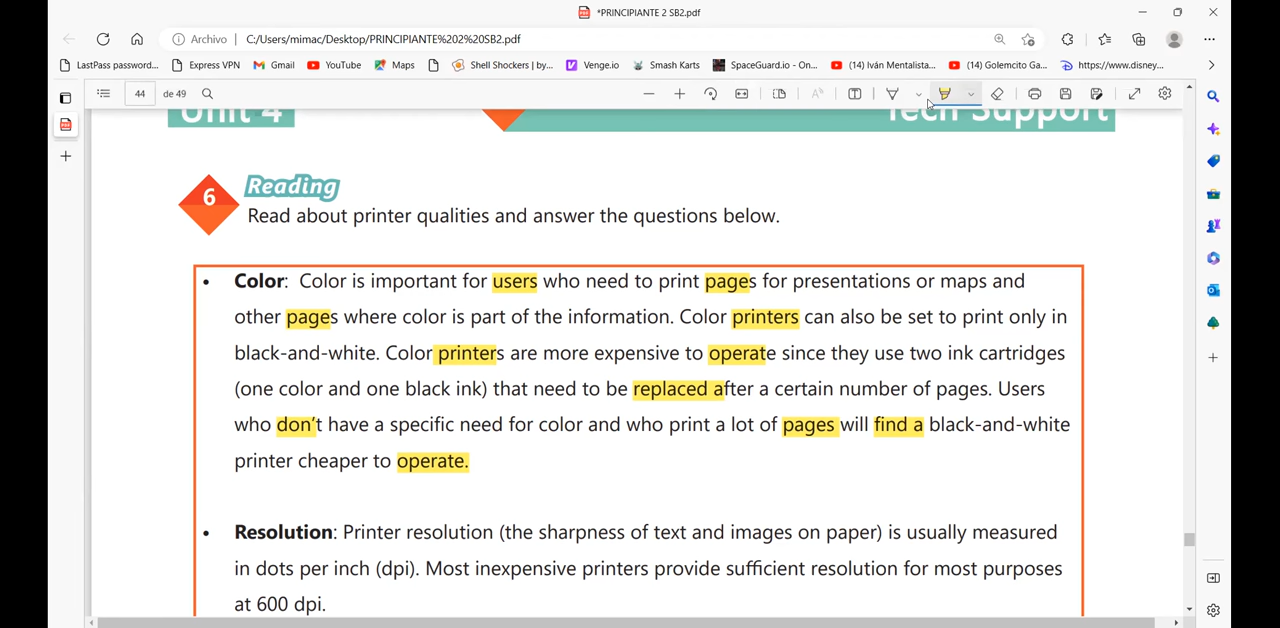 *PRINCIPIANTE 2 SB2.pdf
Archivo | C:/Users/mimac/Desktop/PRINCIPIANTE%202%20SB2.pdf
LastPass password... Express VPN Gmail YouTube Maps Shell Shockers | by... Venge.io Smash Karts SpaceGuard.io - On... (14) Iván Mentalista... (14) Golemcito Ga... https://www.disney...
44 de 49
Unit 4 Tech Support
6 Reading
Read about printer qualities and answer the questions below.
• Color: Color is important for users who need to print pages for presentations or maps and
other pages where color is part of the information. Color printers can also be set to print only in
black-and-white. Color printers are more expensive to operate since they use two ink cartridges
(one color and one black ink) that need to be replaced after a certain number of pages. Users
who don’t have a specific need for color and who print a lot of pages will find a black-and-white
printer cheaper to operate.
• Resolution: Printer resolution (the sharpness of text and images on paper) is usually measured
in dots per inch (dpi). Most inexpensive printers provide sufficient resolution for most purposes
at 600 dpi.